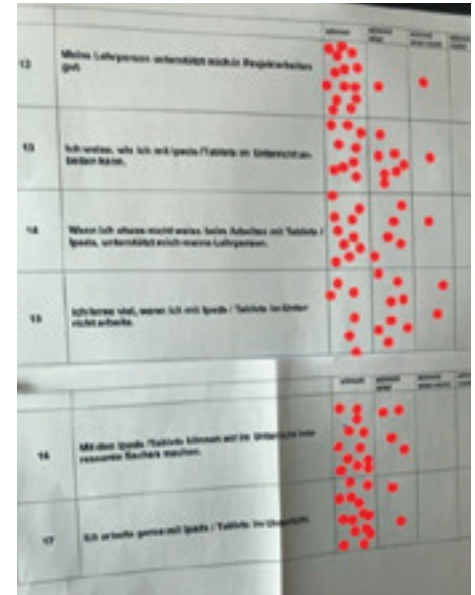 stimmt
12 Meine Lehrperson unterstützt mich in Projektarbeiten
gut.
13 Ich weiss, wie ich mit Ipads / Tablets im Unterricht ar-
beiten kann.
14 Wenn ich etwas nicht weiss beim Arbeiten mit Tablets /
Ipads, unterstützt mich meine Lehrperson.
15 Ich lerne viel, wenn ich mit Ipads / Tablets im Unter-
richt arbeite.
stimmt
16 Mit den Ipads / Tablets können wir im Unterricht inte-
ressante Sachen machen.
17 Ich arbeite gerne mit Ipads / Tablets im Unterricht.